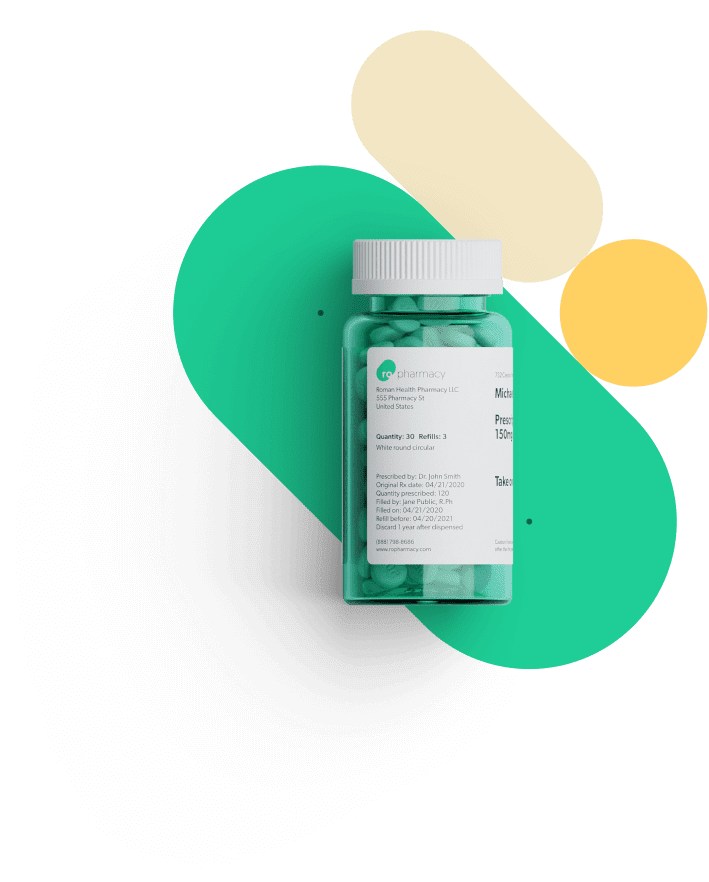 ro pharmacy
Roman Health Pharmacy LLC
555 Pharmacy St
United States
Quantity: 30 Refills: 3
White round circular
Prescribed by: Dr. John Smith
Original Rx date: 04/21/2020
Quantity prescribed: 120
Filled by: Jane Public, R.Ph
Filled on: 04/21/2020
Refill before: 04/20/2021
Discard 1 year after dispensed
(888) 798-8686
www.ropharmacy.com
Micha
Prescr
150mg
Take o